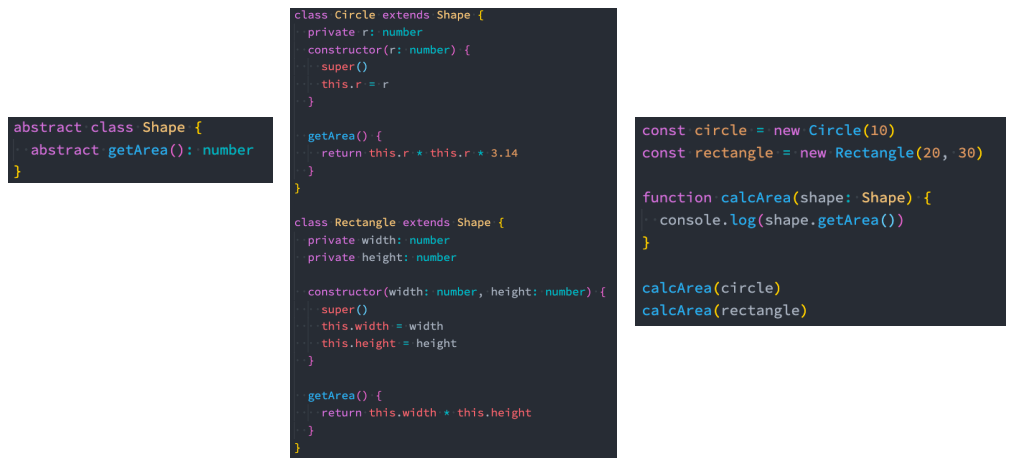 abstract class Shape {
  abstract getArea(): number
}
class Circle extends Shape {
  private r: number
  constructor(r: number) {
    super()
    this.r = r
  }

  getArea() {
    return this.r * this.r * 3.14
  }
}

class Rectangle extends Shape {
  private width: number
  private height: number

  constructor(width: number, height: number) {
    super()
    this.width = width
    this.height = height
  }

  getArea() {
    return this.width * this.height
  }
}
const circle = new Circle(10)
const rectangle = new Rectangle(20, 30)

function calcArea(shape: Shape) {
  console.log(shape.getArea())
}

calcArea(circle)
calcArea(rectangle)